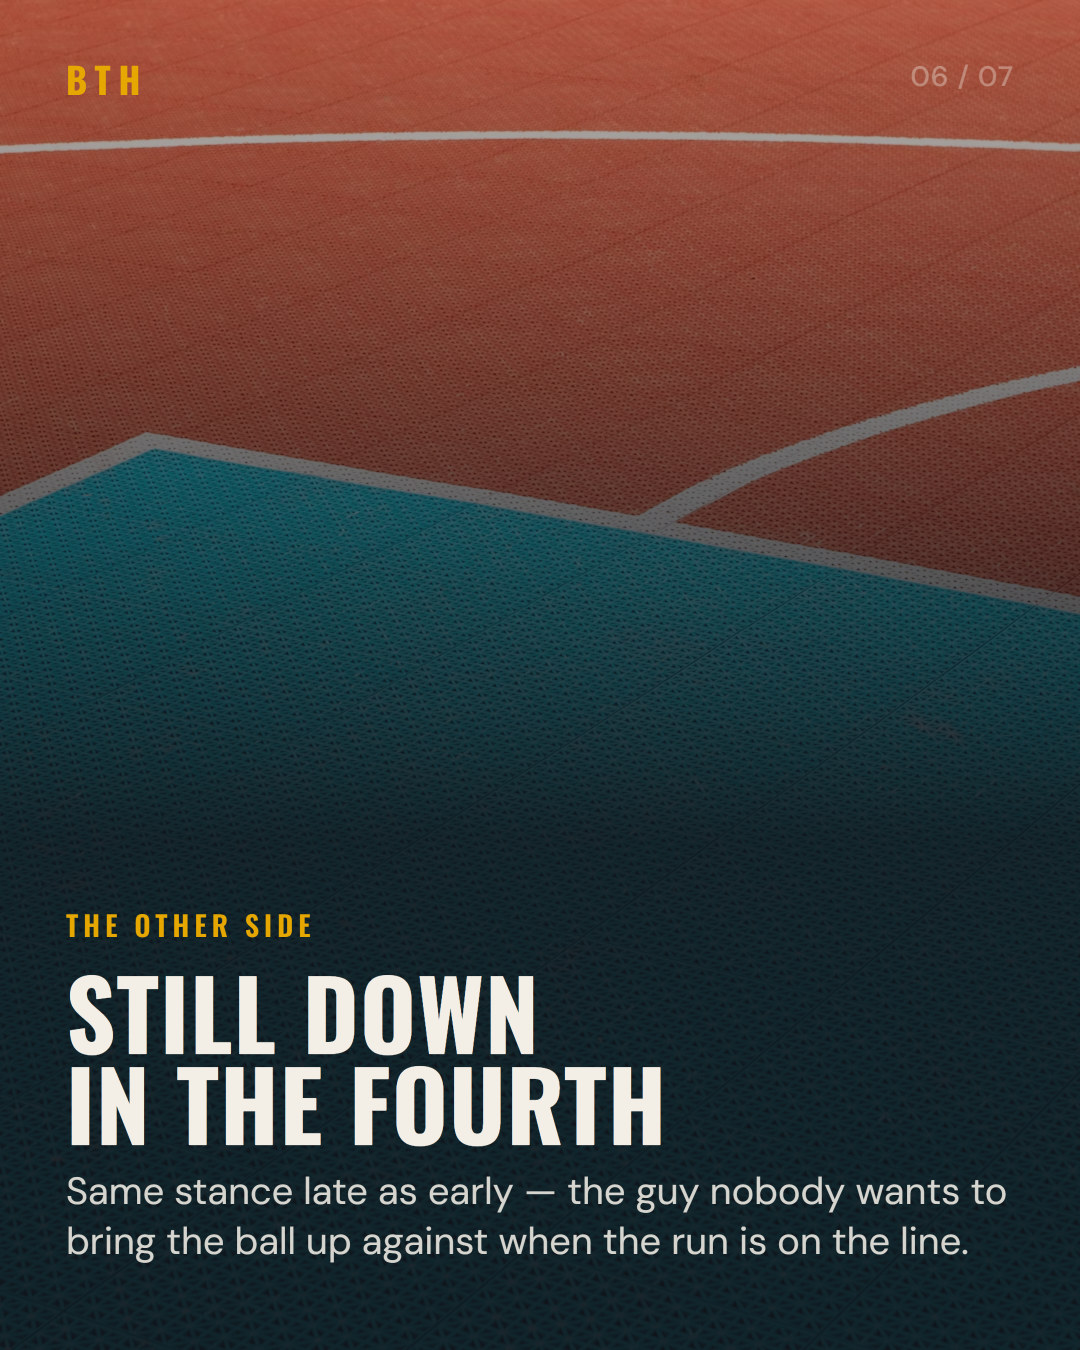 BTH
06 / 07
THE OTHER SIDE
STILL DOWN
IN THE FOURTH
Same stance late as early — the guy nobody wants to
bring the ball up against when the run is on the line.